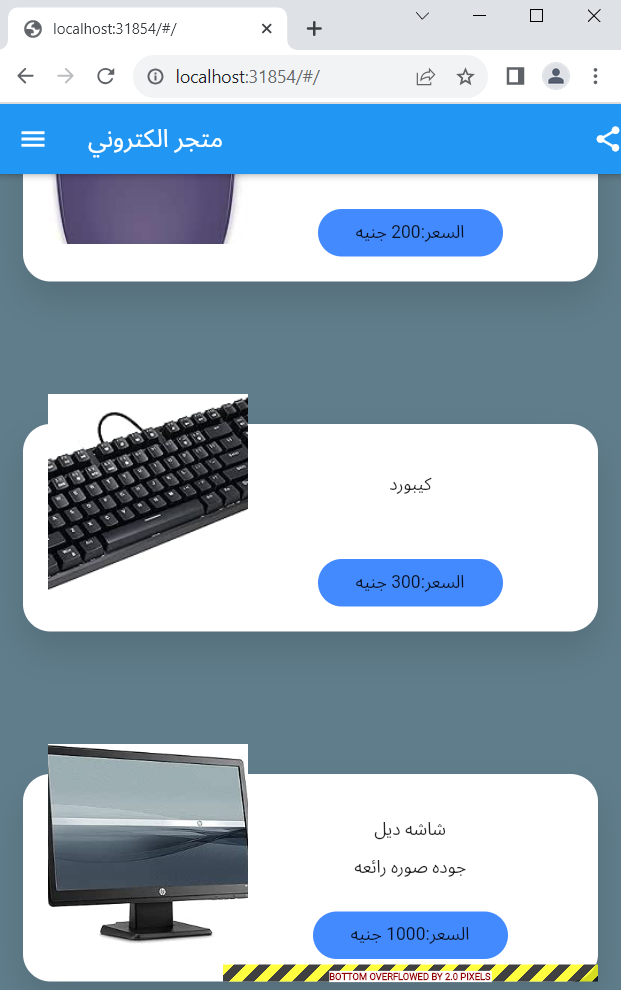 localhost:31854/#/
localhost:31854/#/
متجر الكتروني
السعر:200 جنيه
كيبورد
السعر:300 جنيه
شاشه ديل
جوده صوره رائعه
السعر:1000 جنيه
BOTTOM OVERFLOWED BY 2.0 PIXELS